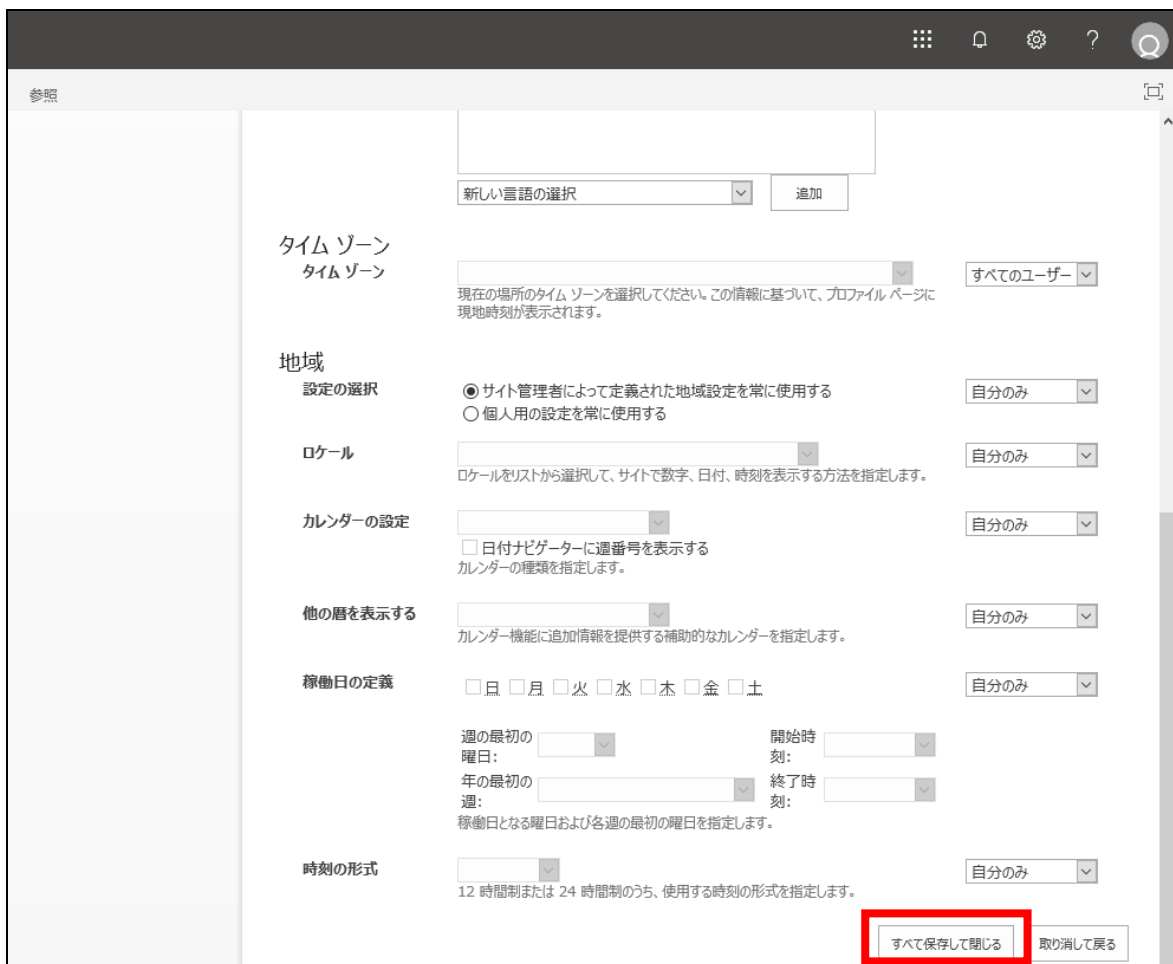 ?
参照
新しい言語の選択 追加
タイム ゾーン
タイム ゾーン すべてのユーザー
現在の場所のタイム ゾーンを選択してください。この情報に基づいて、プロファイル ページに
現地時刻が表示されます。
地域
設定の選択 サイト管理者によって定義された地域設定を常に使用する 自分のみ
個人用の設定を常に使用する
ロケール 自分のみ
ロケールをリストから選択して、サイトで数字、日付、時刻を表示する方法を指定します。
カレンダーの設定 自分のみ
日付ナビゲーターに週番号を表示する
カレンダーの種類を指定します。
他の暦を表示する 自分のみ
カレンダー機能に追加情報を提供する補助的なカレンダーを指定します。
稼働日の定義 日 月 火 水 木 金 土 自分のみ
週の最初の 開始時
曜日: 刻:
年の最初の 終了時
週: 刻:
稼働日となる曜日および各週の最初の曜日を指定します。
時刻の形式 自分のみ
12 時間制または 24 時間制のうち、使用する時刻の形式を指定します。
すべて保存して閉じる 取り消して戻る